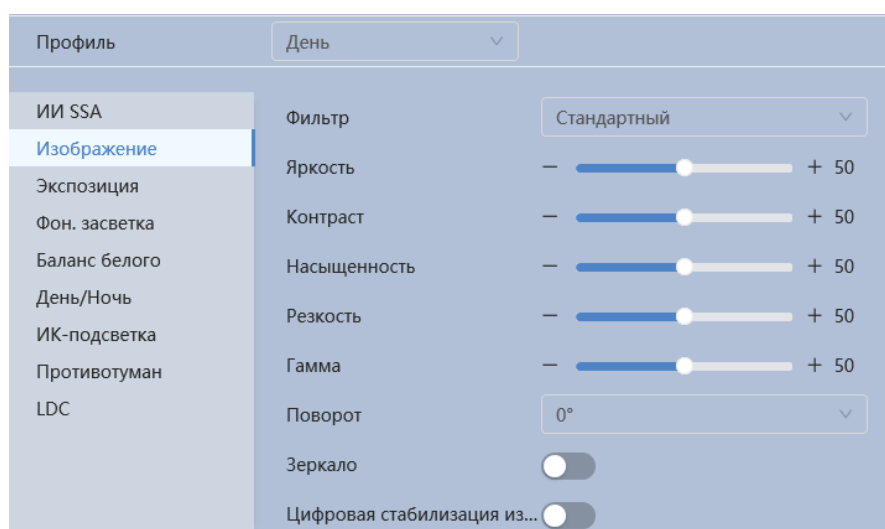 Профиль
День
ИИ SSA
Изображение
Экспозиция
Фон. засветка
Баланс белого
День/Ночь
ИК-подсветка
Противотуман
LDC
Фильтр
Стандартный
Яркость
− + 50
Контраст
− + 50
Насыщенность
− + 50
Резкость
− + 50
Гамма
− + 50
Поворот
0°
Зеркало
Цифровая стабилизация из...